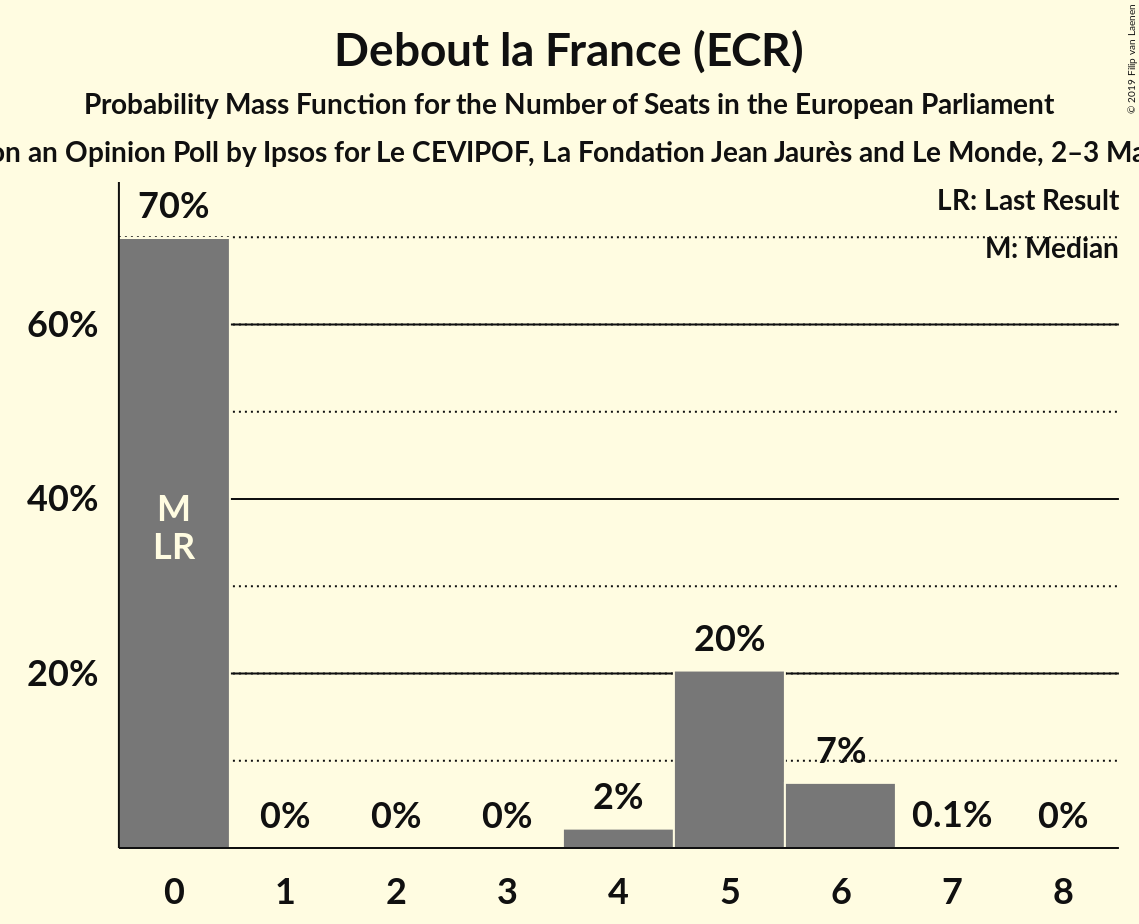 Debout la France (ECR)
Probability Mass Function for the Number of Seats in the European Parliament
an Opinion Poll by Ipsos for Le CEVIPOF, La Fondation Jean Jaurès and Le Monde, 2–3
© 2019 Filip van Laenen
LR: Last Result
M: Median
70%
60%
40%
20%
M
LR
0%
0%
0%
2%
20%
7%
0.1%
0%
0 1 2 3 4 5 6 7 8